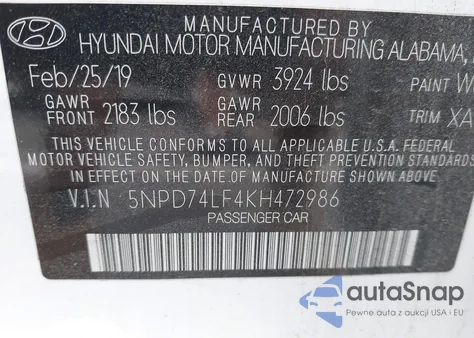 MANUFACTURED BY
HYUNDAI MOTOR MANUFACTURING ALABAMA,
Feb/25/19 GVWR 3924 lbs PAINT
GAWR FRONT 2183 lbs GAWR REAR 2006 lbs TRIM XA
THIS VEHICLE CONFORMS TO ALL APPLICABLE U.S.A. FEDERAL
MOTOR VEHICLE SAFETY, BUMPER, AND THEFT PREVENTION STANDARDS
IN EFFECT ON THE DATE OF MANUFACTURE SHOWN ABOVE.
V.I.N 5NPD74LF4KH472986
PASSENGER CAR
autoSnap
Pewne auta z aukcji USA i EU